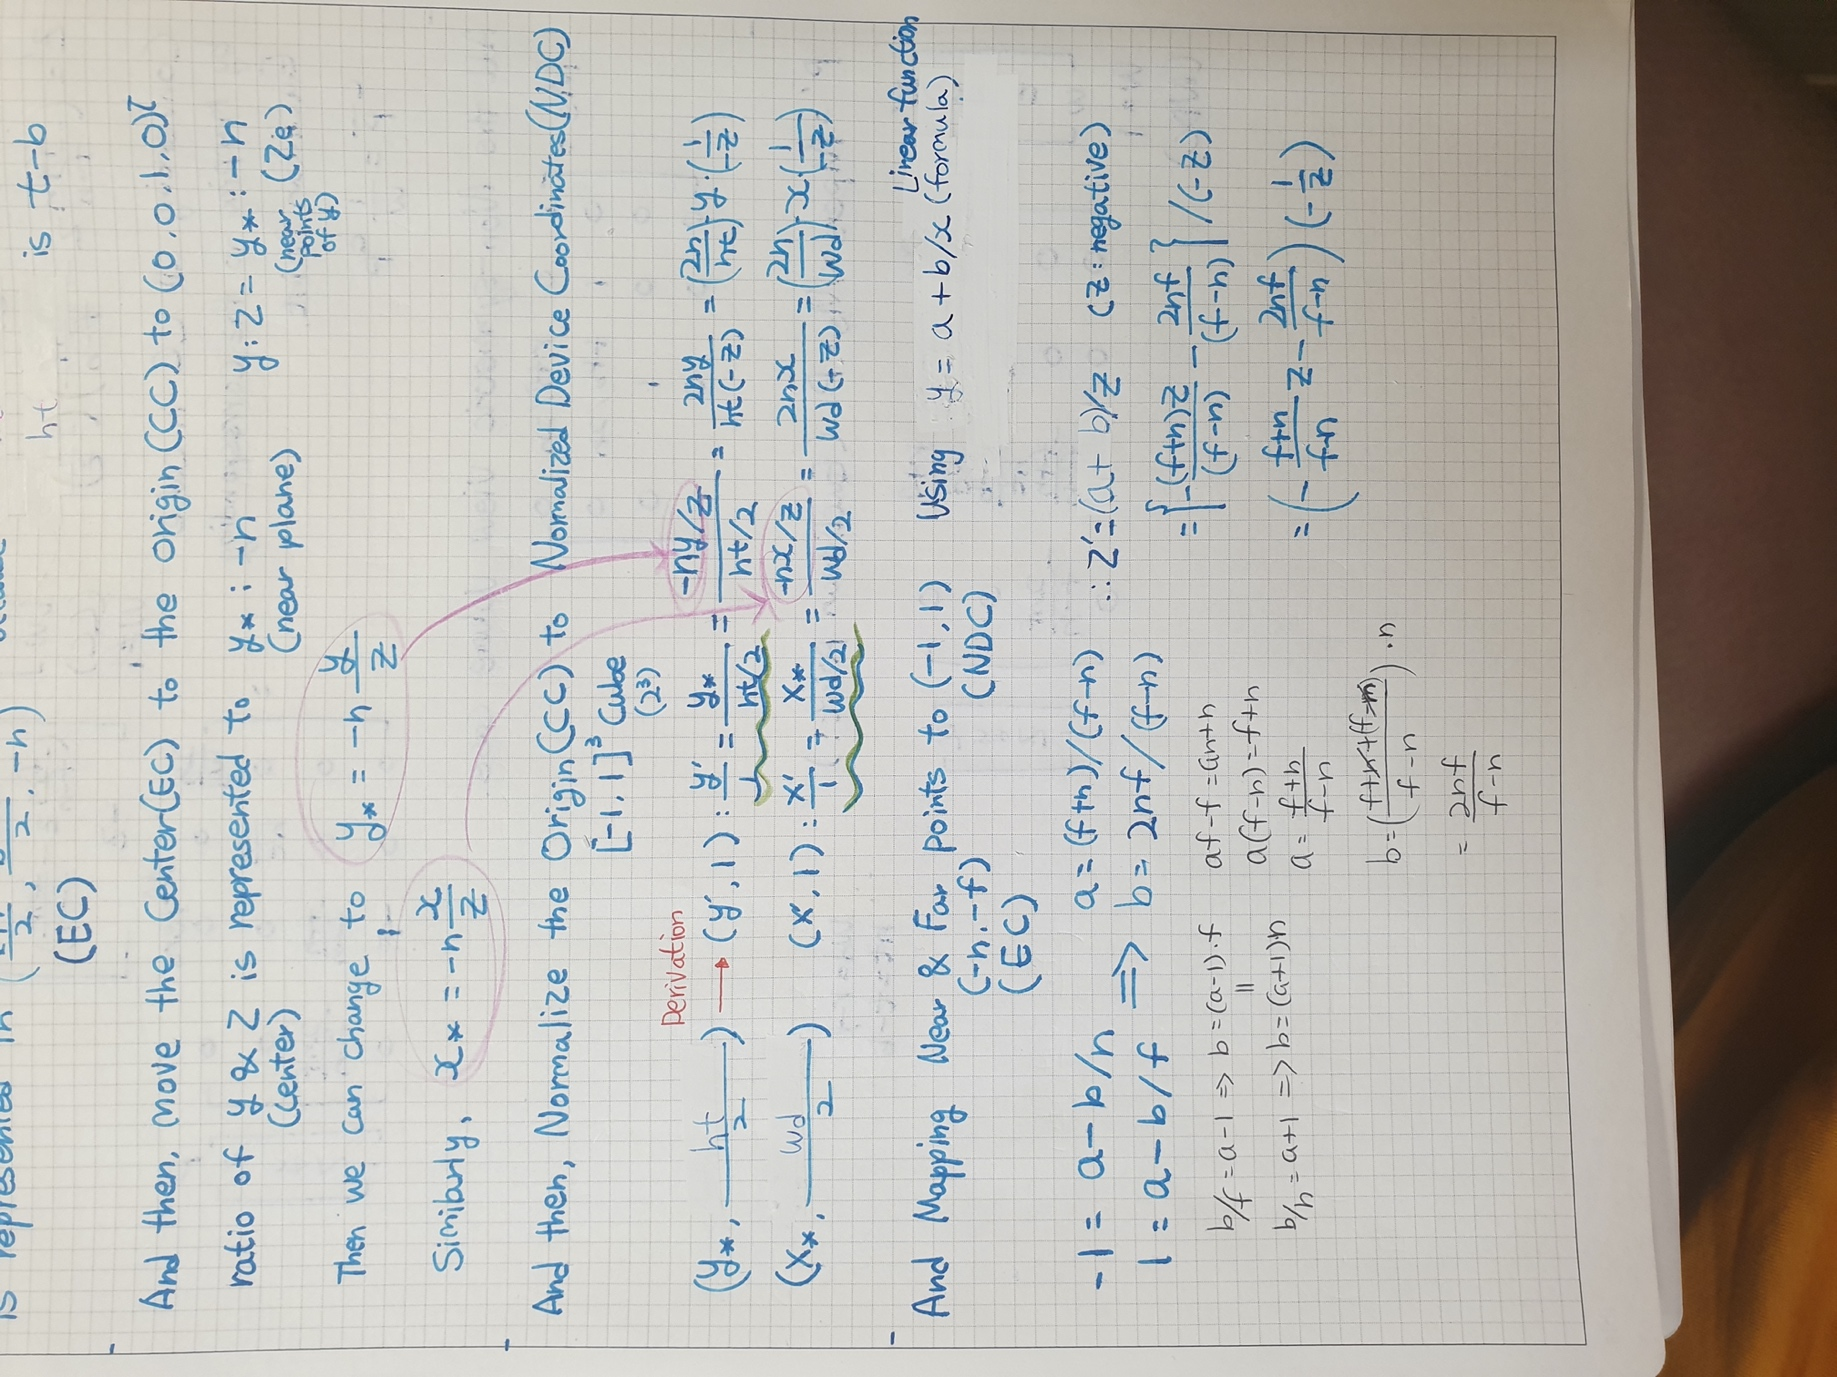 is represented in (-/2, /2, -n)
(EC)
ht
is t-b
- And then, move the Center(EC) to the origin(CCC) to (0,0,1,0)Z
ratio of y & z is represented to y* : -n y : z = y* : -n
(center) (near plane) (near points of y) (Ze)
Then we can change to y* = -n y/z
Similarly, x* = -n x/z
- And then, Normalize the Origin(CC) to Normalized Device Coordinates(NDC)
[-1, 1]³ Cube
(2³)
Derivation
(y*, ht/2) → (y', 1) : y'/1 = y*/(ht/2) = (-ny/z)/(ht/2) = 2ny/(ht(-z)) = (2n/ht)·y·(1/-z)
(x*, wd/2) (x', 1) : x'/1 = x*/(wd/2) = (-nx/z)/(wd/2) = 2nx/(wd(-z)) = (2n/wd)·x·(1/-z)
- And Mapping Near & Far points to (-1, 1) Using y = a + b/x (formula) Linear function
(-n, -f) (NDC)
(EC)
-1 = a - b/n a = (f+n)/(f-n) ∴ z' = (a + b)/z (z : negative)
1 = a - b/f ⇒ b = 2nf/(f-n)
= {-(f+n)z/(f-n) - 2nf/(f-n)}/(-z)
= (-(f+n)/(f-n) z - 2nf/(f-n))(-1/z)
b/f = a-1 => b = (a-1)·f af-f = an+n
||
b/n = a+1 => b = (a+1)n a(f-n) = f+n
a = (f+n)/(f-n)
b = ((f+n+(f-n))/(f-n))·n
= 2nf/(f-n)